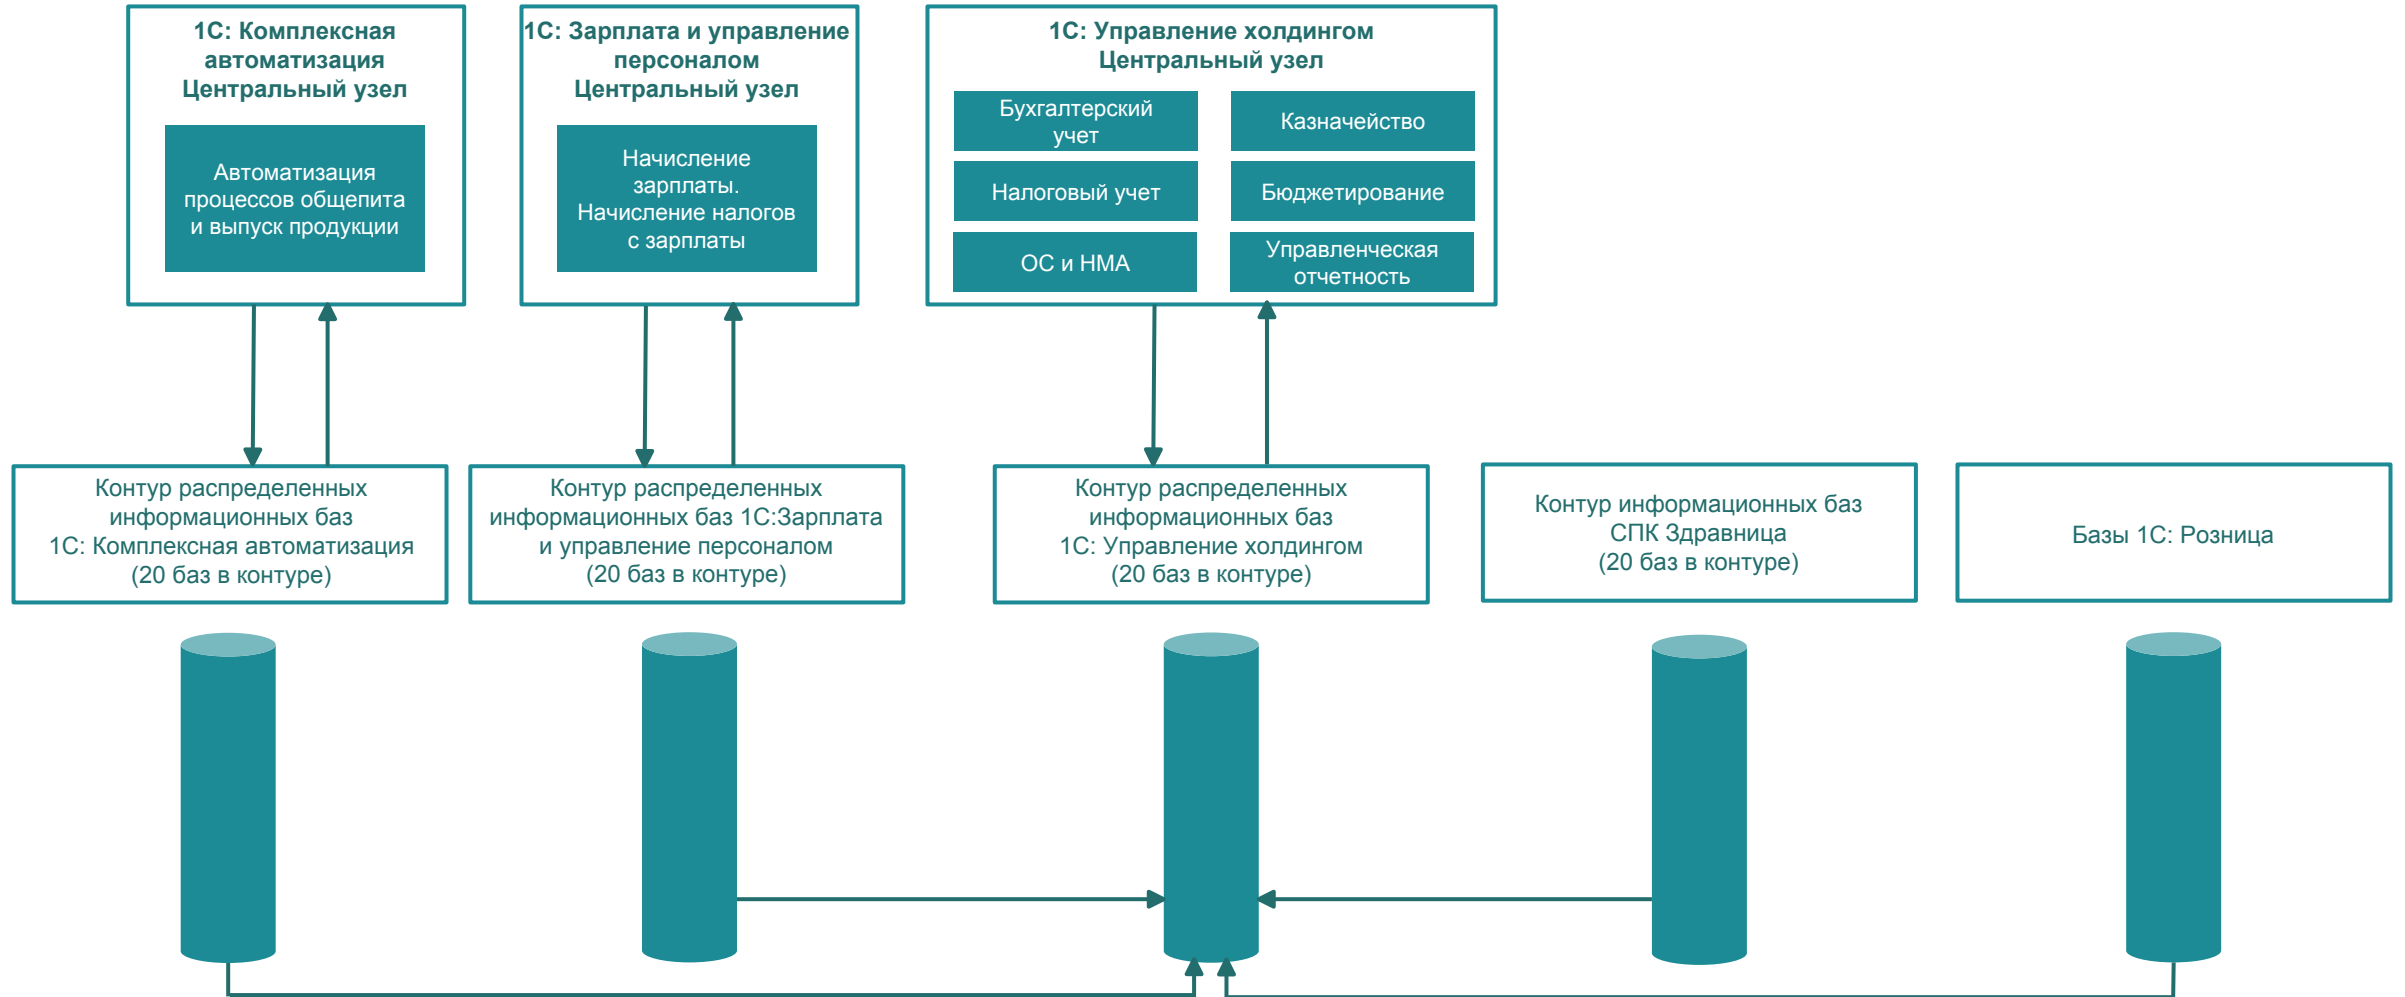 1С: Комплексная
автоматизация
Центральный узел
Автоматизация
процессов общепита
и выпуск продукции
1С: Зарплата и управление
персоналом
Центральный узел
Начисление
зарплаты.
Начисление налогов
с зарплаты
1С: Управление холдингом
Центральный узел
Бухгалтерский
учет
Казначейство
Налоговый учет
Бюджетирование
ОС и НМА
Управленческая
отчетность
Контур распределенных
информационных баз
1С: Комплексная автоматизация
(20 баз в контуре)
Контур распределенных
информационных баз 1С:Зарплата
и управление персоналом
(20 баз в контуре)
Контур распределенных
информационных баз
1С: Управление холдингом
(20 баз в контуре)
Контур информационных баз
СПК Здравница
(20 баз в контуре)
Базы 1С: Розница